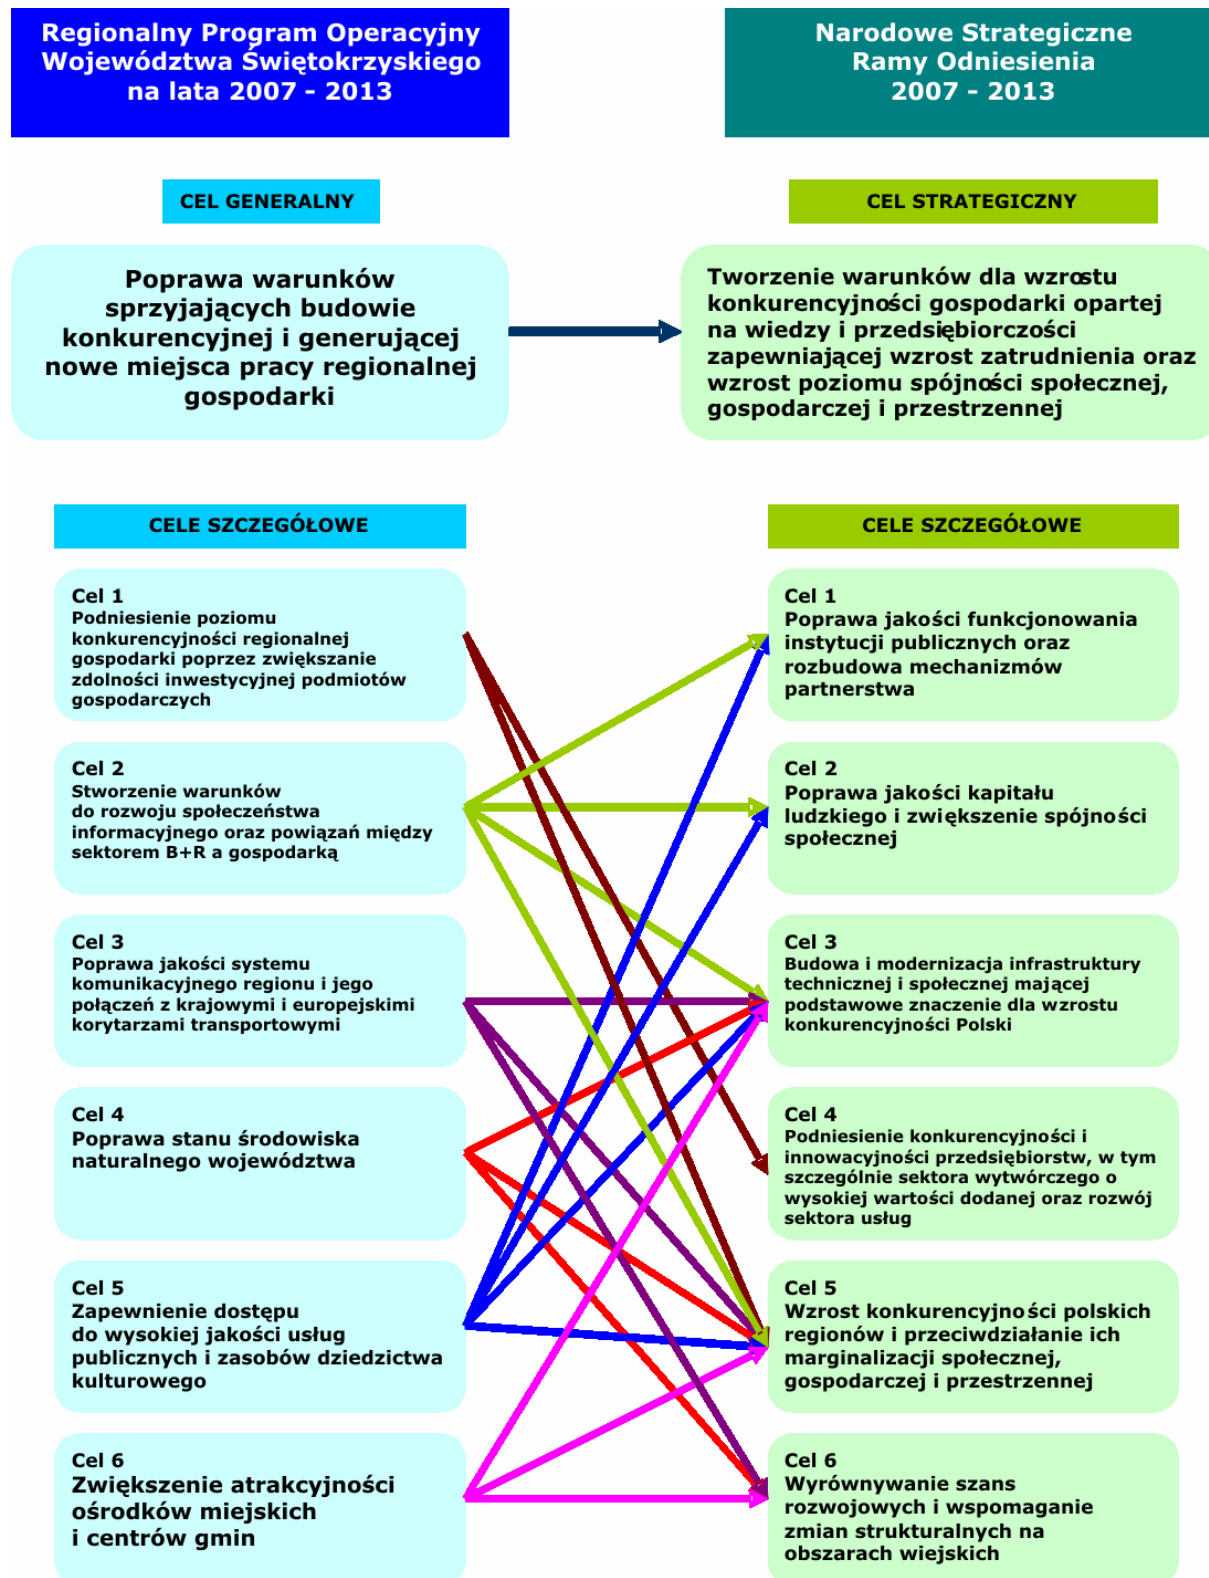 Regionalny Program Operacyjny
Województwa Świętokrzyskiego
na lata 2007 - 2013
Narodowe Strategiczne
Ramy Odniesienia
2007 - 2013
CEL GENERALNY
CEL STRATEGICZNY
Poprawa warunków
sprzyjających budowie
konkurencyjnej i generującej
nowe miejsca pracy regionalnej
gospodarki
Tworzenie warunków dla wzrostu
konkurencyjności gospodarki opartej
na wiedzy i przedsiębiorczości
zapewniającej wzrost zatrudnienia oraz
wzrost poziomu spójności społecznej,
gospodarczej i przestrzennej
CELE SZCZEGÓŁOWE
CELE SZCZEGÓŁOWE
Cel 1
Podniesienie poziomu
konkurencyjności regionalnej
gospodarki poprzez zwiększanie
zdolności inwestycyjnej podmiotów
gospodarczych
Cel 1
Poprawa jakości funkcjonowania
instytucji publicznych oraz
rozbudowa mechanizmów
partnerstwa
Cel 2
Stworzenie warunków
do rozwoju społeczeństwa
informacyjnego oraz powiązań między
sektorem B+R a gospodarką
Cel 2
Poprawa jakości kapitału
ludzkiego i zwiększenie spójności
społecznej
Cel 3
Poprawa jakości systemu
komunikacyjnego regionu i jego
połączeń z krajowymi i europejskimi
korytarzami transportowymi
Cel 3
Budowa i modernizacja infrastruktury
technicznej i społecznej mającej
podstawowe znaczenie dla wzrostu
konkurencyjności Polski
Cel 4
Poprawa stanu środowiska
naturalnego województwa
Cel 4
Podniesienie konkurencyjności i
innowacyjności przedsiębiorstw, w tym
szczególnie sektora wytwórczego o
wysokiej wartości dodanej oraz rozwój
sektora usług
Cel 5
Zapewnienie dostępu
do wysokiej jakości usług
publicznych i zasobów dziedzictwa
kulturowego
Cel 5
Wzrost konkurencyjności polskich
regionów i przeciwdziałanie ich
marginalizacji społecznej,
gospodarczej i przestrzennej
Cel 6
Zwiększenie atrakcyjności
ośrodków miejskich
i centrów gmin
Cel 6
Wyrównywanie szans
rozwojowych i wspomaganie
zmian strukturalnych na
obszarach wiejskich